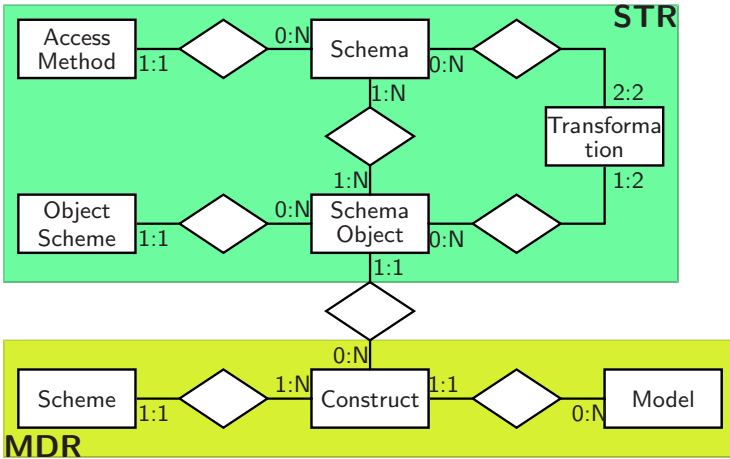 STR
Access
Method
1:1
0:N
Schema
0:N
1:N
2:2
Transforma
tion
1:2
1:N
Object
Scheme
1:1
0:N
Schema
Object
0:N
1:1
0:N
Scheme
1:1
1:N
Construct
1:1
0:N
Model
MDR